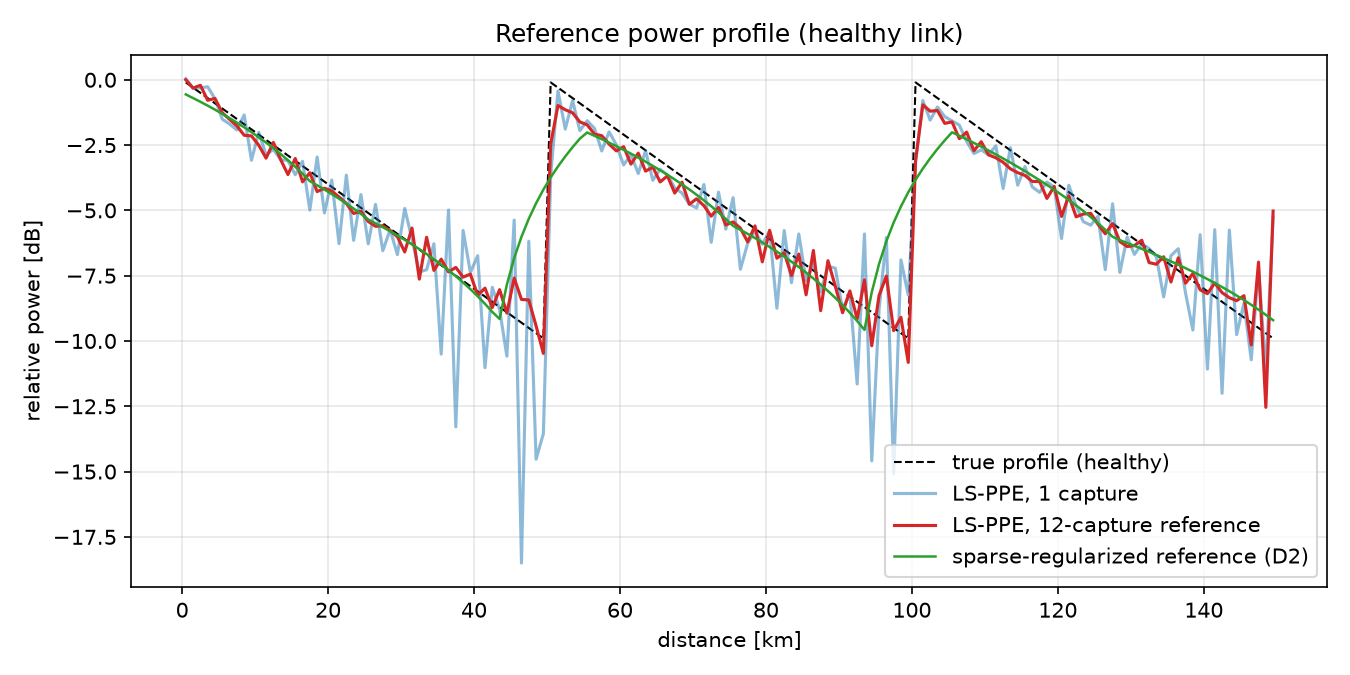 Reference power profile (healthy link)
0.0
−2.5
−5.0
−7.5
−10.0
−12.5
−15.0
−17.5
relative power [dB]
true profile (healthy)
LS-PPE, 1 capture
LS-PPE, 12-capture reference
sparse-regularized reference (D2)
0 20 40 60 80 100 120 140
distance [km]